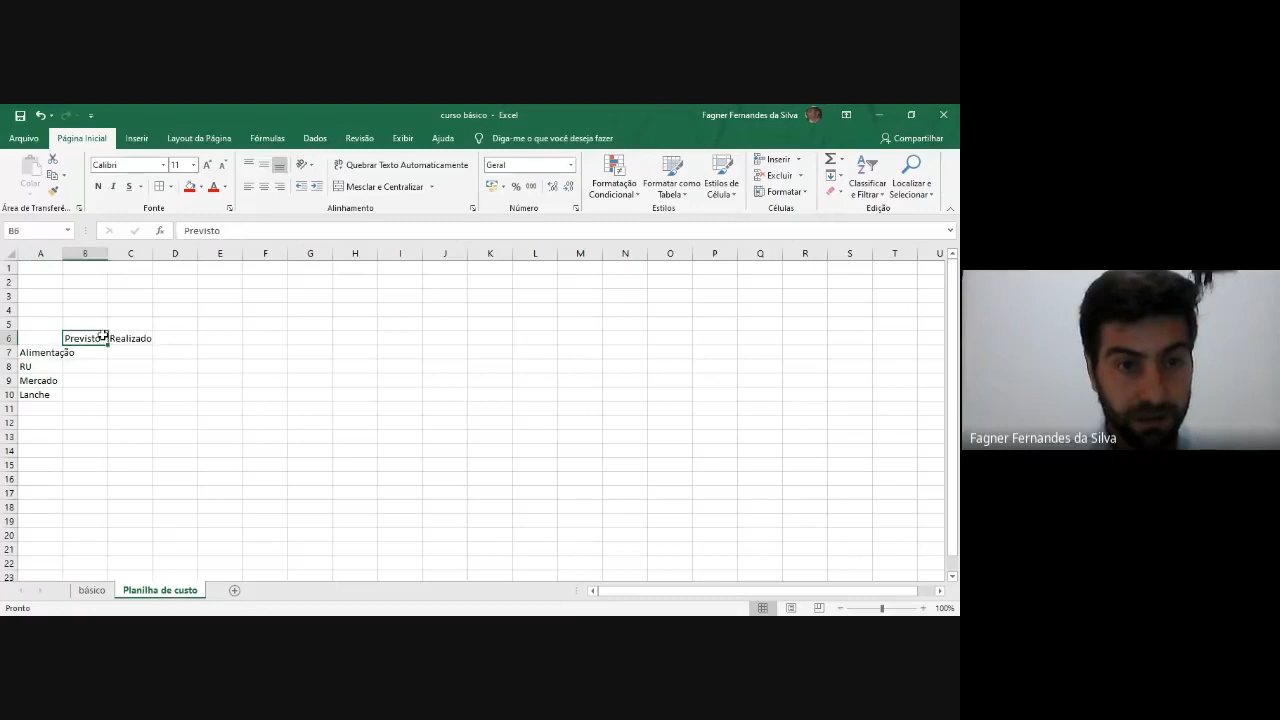 curso básico - Excel
Fagner Fernandes da Silva
Arquivo Página Inicial Inserir Layout da Página Fórmulas Dados Revisão Exibir Ajuda Diga-me o que você deseja fazer Compartilhar
Colar
Calibri 11
Quebrar Texto Automaticamente
Geral
Inserir
N I S
Mesclar e Centralizar
% 000
Formatação Condicional
Formatar como Tabela
Estilos de Célula
Excluir
Formatar
Classificar e Filtrar
Localizar e Selecionar
Área de Transferê...
Fonte
Alinhamento
Número
Estilos
Células
Edição
B6
fx
Previsto
A B C D E F G H I J K L M N O P Q R S T U
1
2
3
4
5
6 Previsto Realizado
7 Alimentação
8 RU
9 Mercado
10 Lanche
11
12
13
14
15
16
17
18
19
20
21
22
23
básico Planilha de custo
Pronto
100%
Fagner Fernandes da Silva